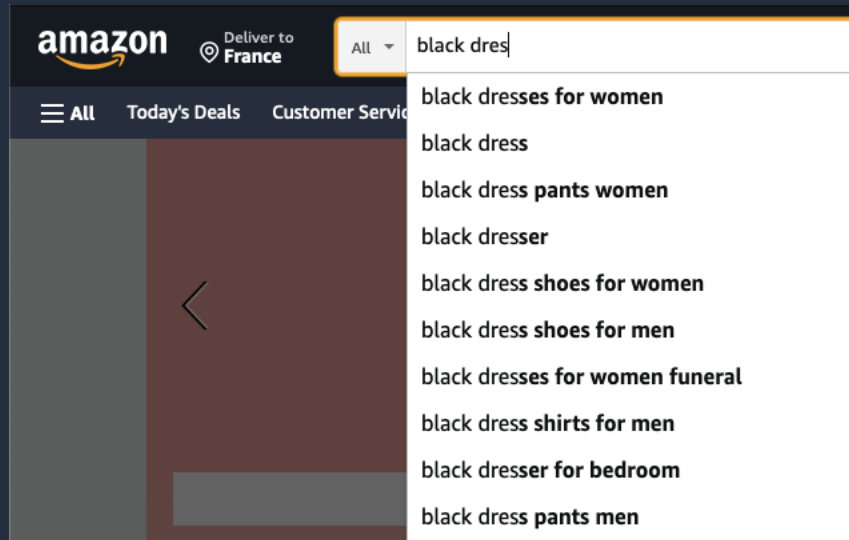 amazon
Deliver to
France
All
black dres
All
Today's Deals
Customer Servic
black dresses for women
black dress
black dress pants women
black dresser
black dress shoes for women
black dress shoes for men
black dresses for women funeral
black dress shirts for men
black dresser for bedroom
black dress pants men